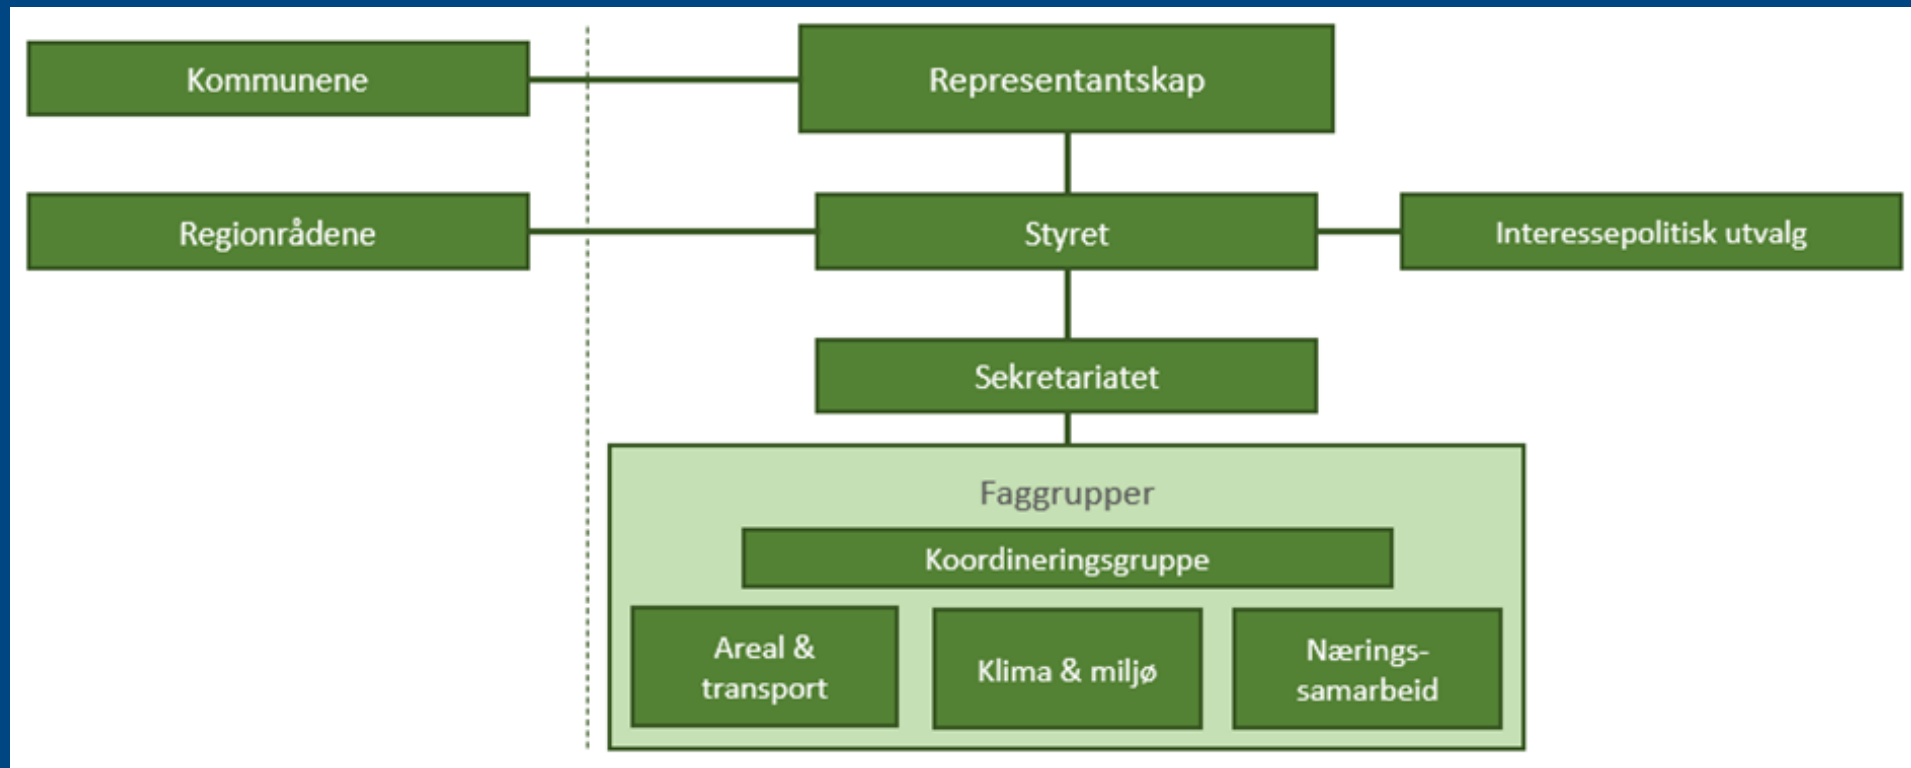 Kommunene
Representantskap
Regionrådene
Styret
Interessepolitisk utvalg
Sekretariatet
Faggrupper
Koordineringsgruppe
Areal &
transport
Klima & miljø
Nærings-
samarbeid